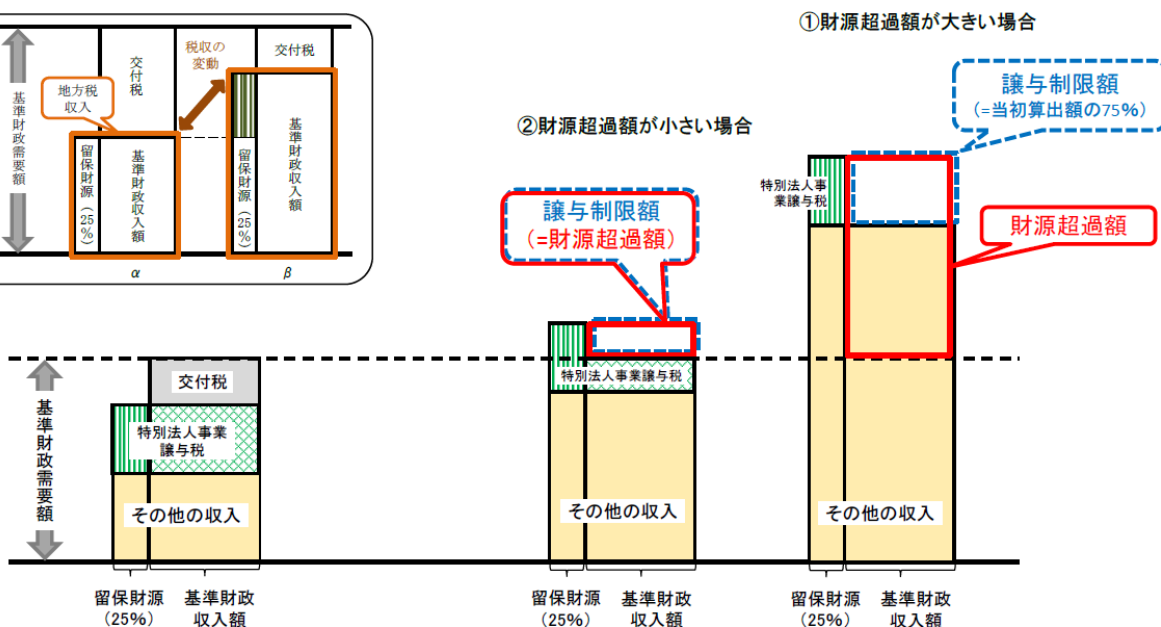 基準財政需要額
地方税
収入
交付税
税収の
変動
交付税
留保財源（25%）
基準財政収入額
留保財源（25%）
基準財政収入額
α
β
①財源超過額が大きい場合
譲与制限額
(=当初算出額の75%)
②財源超過額が小さい場合
特別法人事
業譲与税
譲与制限額
(=財源超過額)
財源超過額
基準財政需要額
交付税
特別法人事業
譲与税
その他の収入
特別法人事業譲与税
その他の収入
その他の収入
留保財源
(25%)
基準財政
収入額
留保財源
(25%)
基準財政
収入額
留保財源
(25%)
基準財政
収入額